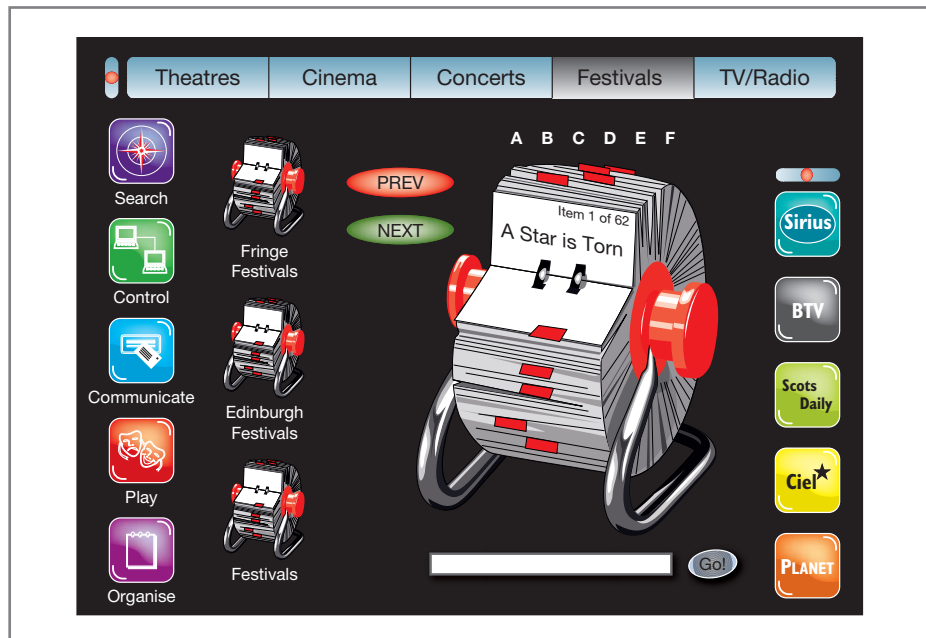 Theatres
Cinema
Concerts
Festivals
TV/Radio
A B C D E F
Search
Control
Communicate
Play
Organise
Fringe
Festivals
Edinburgh
Festivals
Festivals
PREV
NEXT
Item 1 of 62
A Star is Torn
Go!
Sirius
BTV
Scots
Daily
Ciel
PLANET